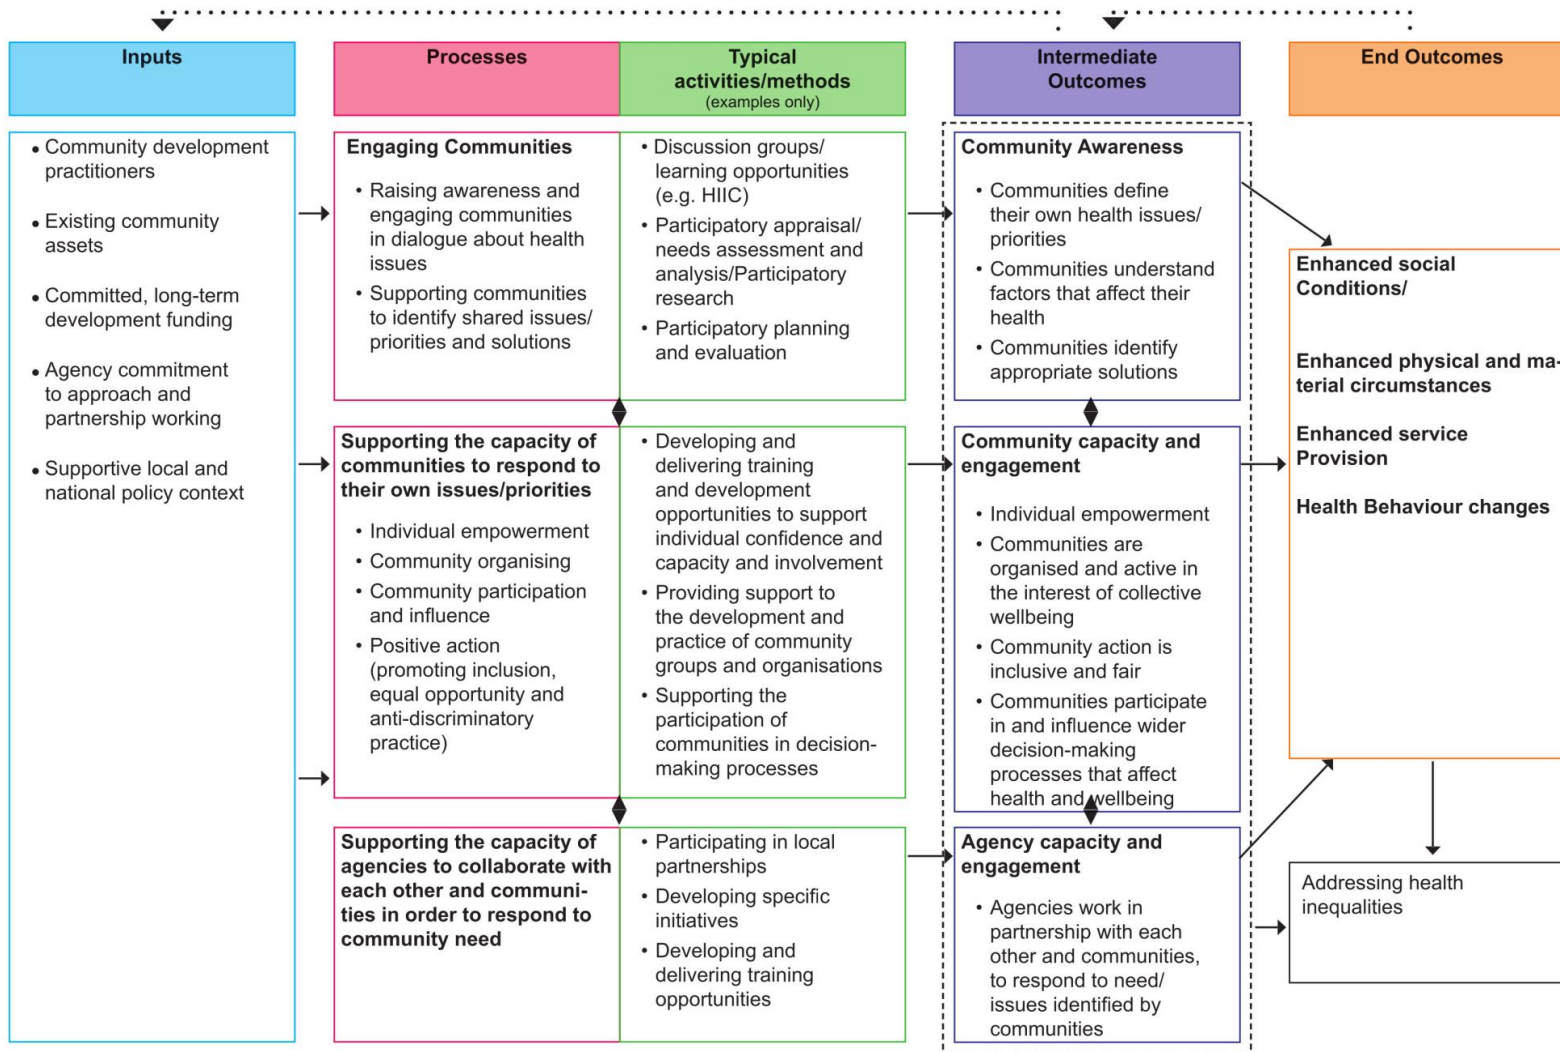 Inputs
Community development
practitioners
Existing community
assets
Committed, long-term
development funding
Agency commitment
to approach and
partnership working
Supportive local and
national policy context
Processes
Engaging Communities
Raising awareness and
engaging communities
in dialogue about health
issues
Supporting communities
to identify shared issues/
priorities and solutions
Supporting the capacity of
communities to respond to
their own issues/priorities
Individual empowerment
Community organising
Community participation
and influence
Positive action
(promoting inclusion,
equal opportunity and
anti-discriminatory
practice)
Supporting the capacity of
agencies to collaborate with
each other and communi-
ties in order to respond to
community need
Typical
activities/methods
(examples only)
Discussion groups/
learning opportunities
(e.g. HIIC)
Participatory appraisal/
needs assessment and
analysis/Participatory
research
Participatory planning
and evaluation
Developing and
delivering training
and development
opportunities to support
individual confidence and
capacity and involvement
Providing support to
the development and
practice of community
groups and organisations
Supporting the
participation of
communities in decision-
making processes
Participating in local
partnerships
Developing specific
initiatives
Developing and
delivering training
opportunities
Intermediate
Outcomes
Community Awareness
Communities define
their own health issues/
priorities
Communities understand
factors that affect their
health
Communities identify
appropriate solutions
Community capacity and
engagement
Individual empowerment
Communities are
organised and active in
the interest of collective
wellbeing
Community action is
inclusive and fair
Communities participate
in and influence wider
decision-making
processes that affect
health and wellbeing
Agency capacity and
engagement
Agencies work in
partnership with each
other and communities,
to respond to need/
issues identified by
communities
End Outcomes
Enhanced social
Conditions/
Enhanced physical and ma-
terial circumstances
Enhanced service
Provision
Health Behaviour changes
Addressing health
inequalities